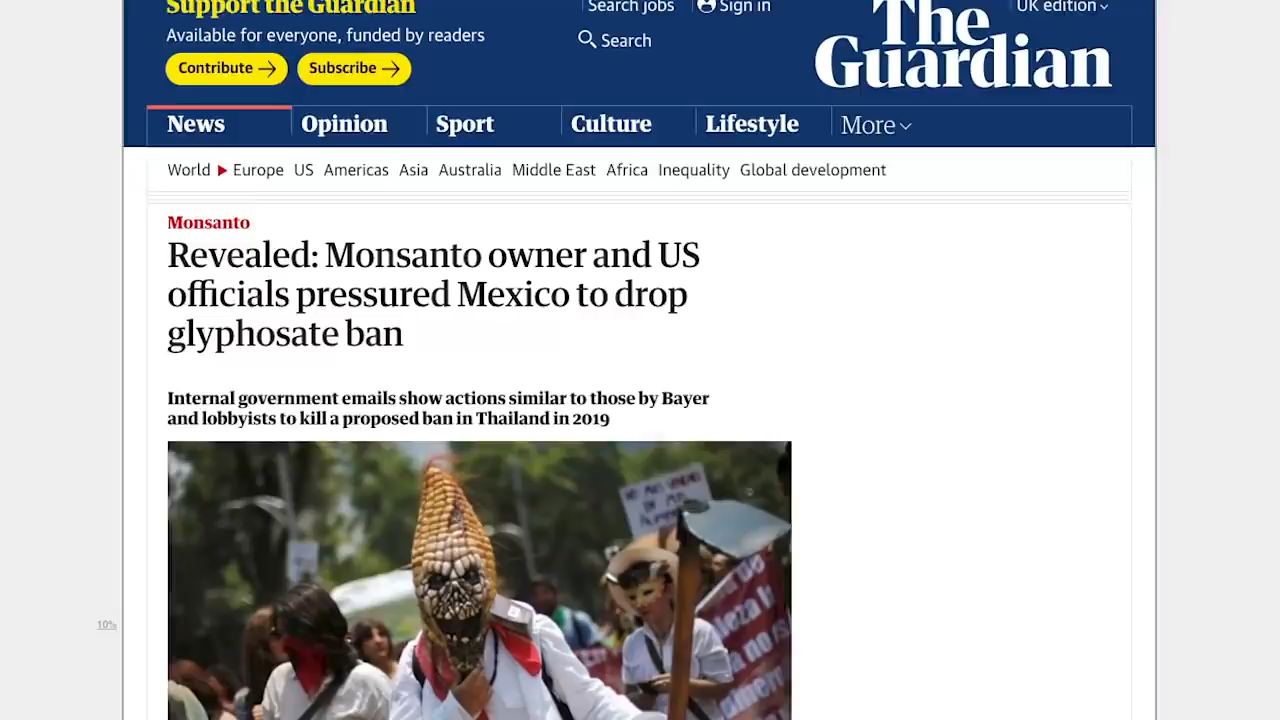 Support the Guardian
Available for everyone, funded by readers
Contribute → Subscribe →
Search jobs Sign in UK edition
Search
The
Guardian
News Opinion Sport Culture Lifestyle More
World Europe US Americas Asia Australia Middle East Africa Inequality Global development
Monsanto
Revealed: Monsanto owner and US
officials pressured Mexico to drop
glyphosate ban
Internal government emails show actions similar to those by Bayer
and lobbyists to kill a proposed ban in Thailand in 2019
10%